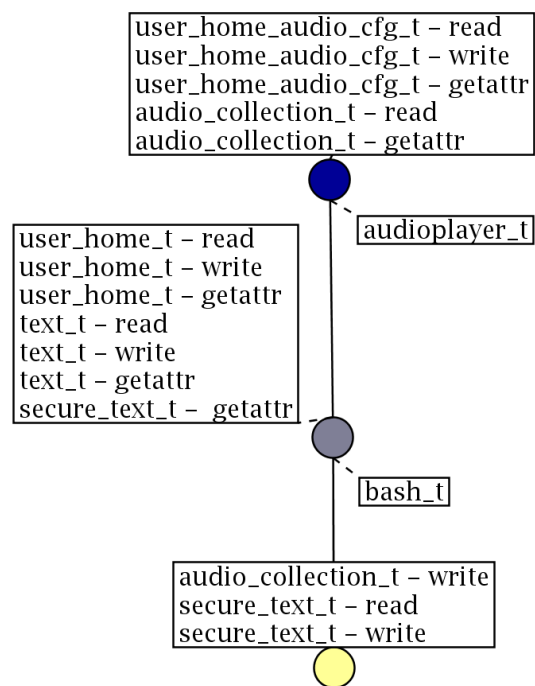 user_home_audio_cfg_t – read
user_home_audio_cfg_t – write
user_home_audio_cfg_t – getattr
audio_collection_t – read
audio_collection_t – getattr
audioplayer_t
user_home_t – read
user_home_t – write
user_home_t – getattr
text_t – read
text_t – write
text_t – getattr
secure_text_t – getattr
bash_t
audio_collection_t – write
secure_text_t – read
secure_text_t – write